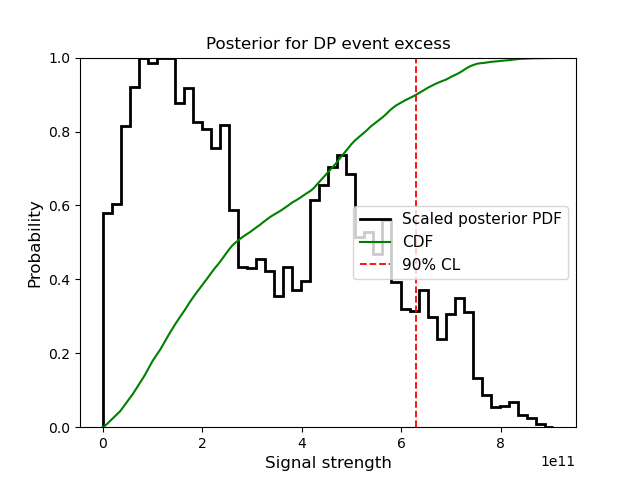 Posterior for DP event excess
Probability
1.0
0.8
0.6
0.4
0.2
0.0
Scaled posterior PDF
CDF
90% CL
0
2
4
6
8
1e11
Signal strength